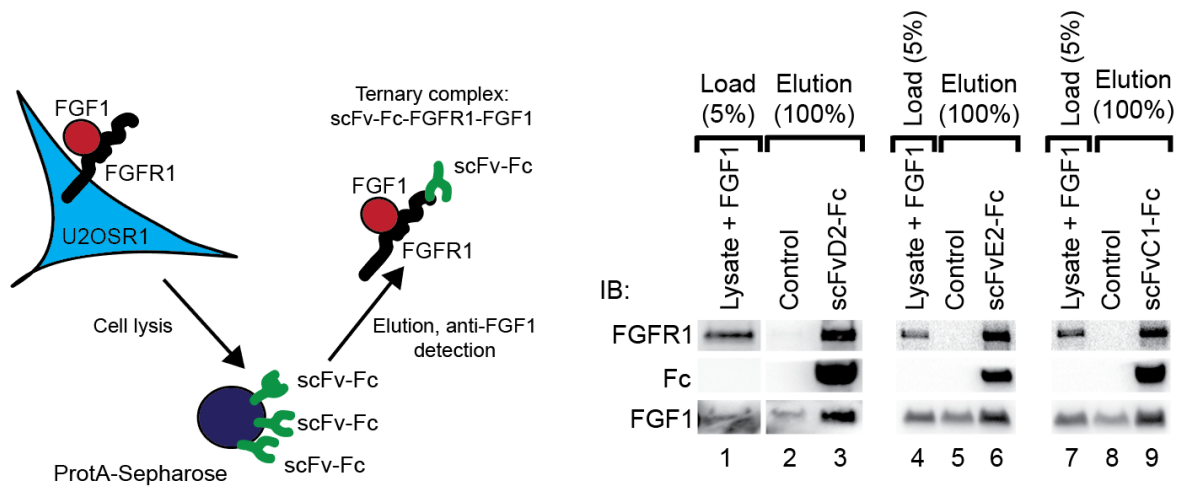 FGF1
FGFR1
U2OSR1
Cell lysis
ProtA-Sepharose
scFv-Fc
scFv-Fc
scFv-Fc
Elution, anti-FGF1
detection
Ternary complex:
scFv-Fc-FGFR1-FGF1
scFv-Fc
FGF1
FGFR1
Load
(5%)
Elution
(100%)
Load (5%)
Elution
(100%)
Load (5%)
Elution
(100%)
Lysate + FGF1
Control
scFvD2-Fc
Lysate + FGF1
Control
scFvE2-Fc
Lysate + FGF1
Control
scFvC1-Fc
IB:
FGFR1
Fc
FGF1
1 2 3 4 5 6 7 8 9